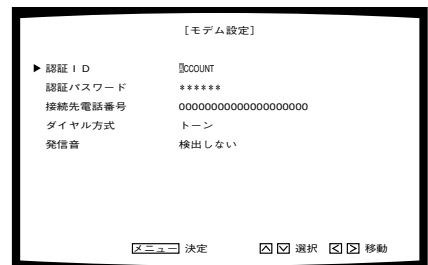 [モデム設定]
▶ 認証ID ACCOUNT
認証パスワード ******
接続先電話番号 00000000000000000000
ダイヤル方式 トーン
発信音 検出しない
メニュー 決定 ∧ ∨ 選択 < > 移動